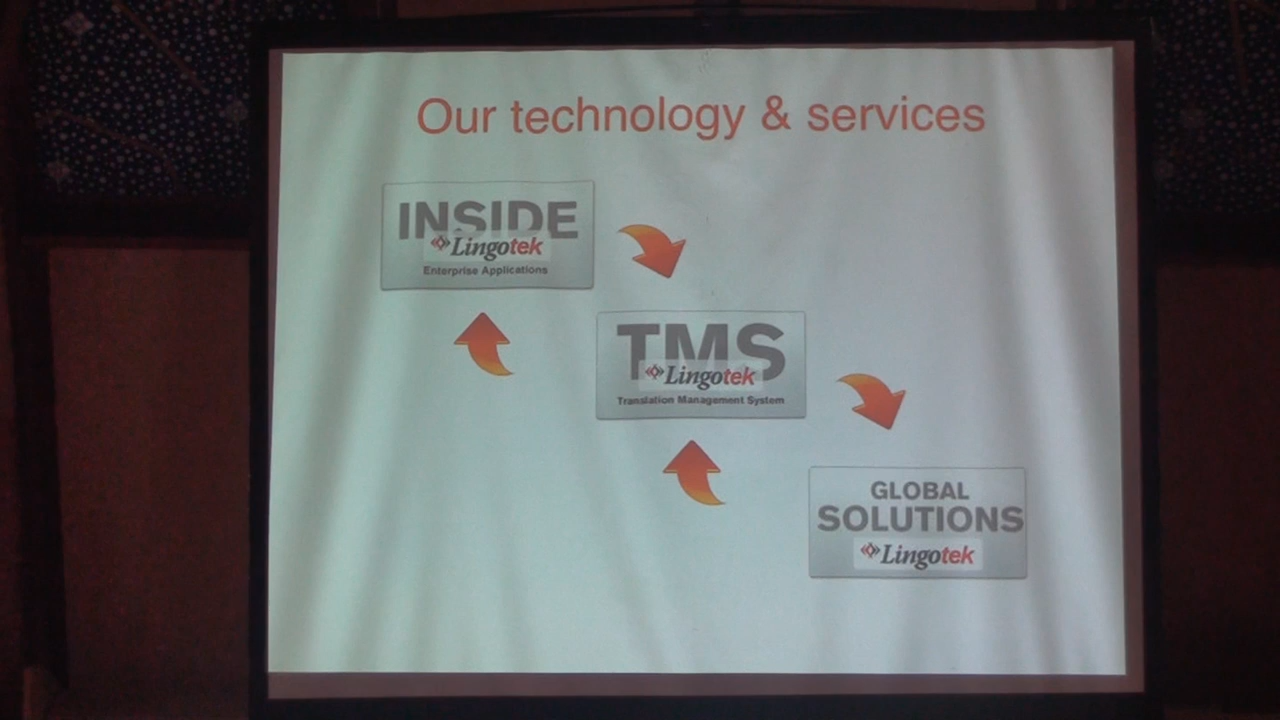 Our technology & services
INSIDE
Lingotek
Enterprise Applications
TMS
Lingotek
Translation Management System
GLOBAL
SOLUTIONS
Lingotek